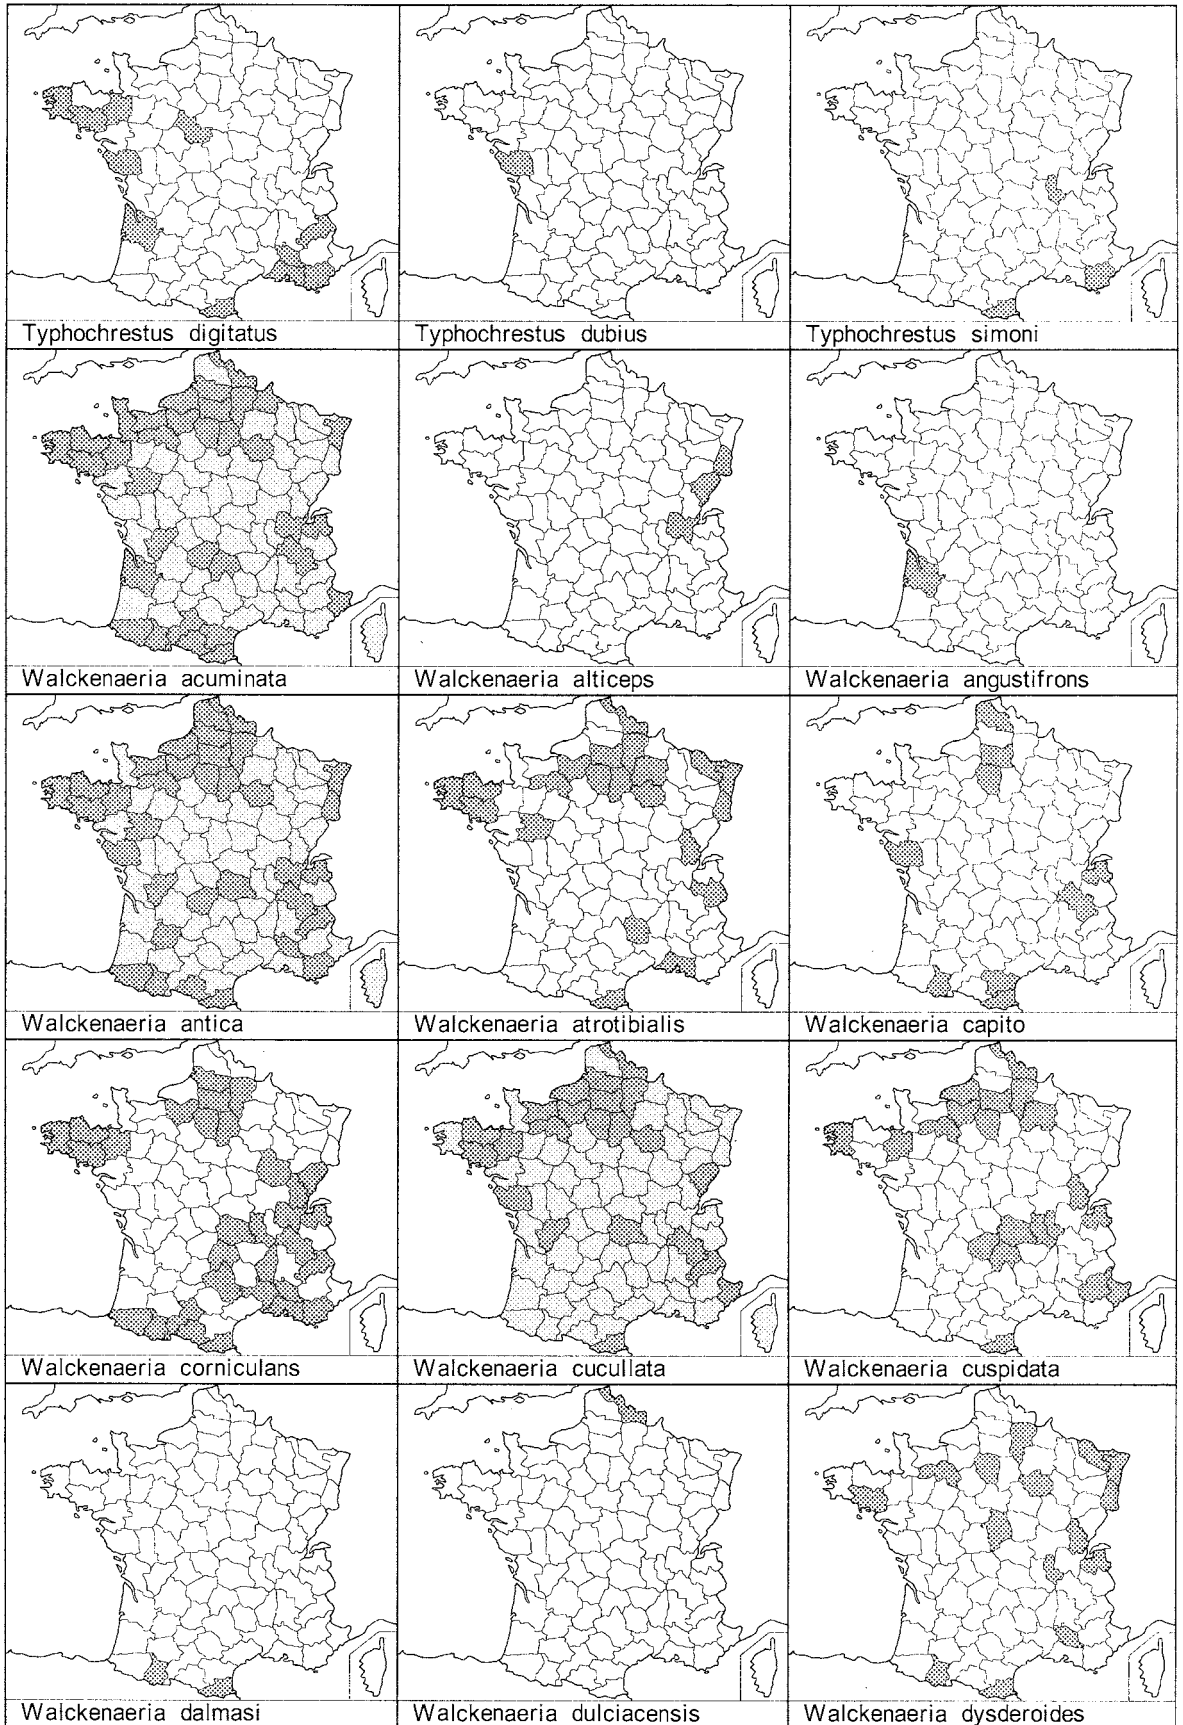 Typhochrestus digitatus
Typhochrestus dubius
Typhochrestus simoni
Walckenaeria acuminata
Walckenaeria alticeps
Walckenaeria angustifrons
Walckenaeria antica
Walckenaeria atrotibialis
Walckenaeria capito
Walckenaeria corniculans
Walckenaeria cucullata
Walckenaeria cuspidata
Walckenaeria dalmasi
Walckenaeria dulciacensis
Walckenaeria dysderoides